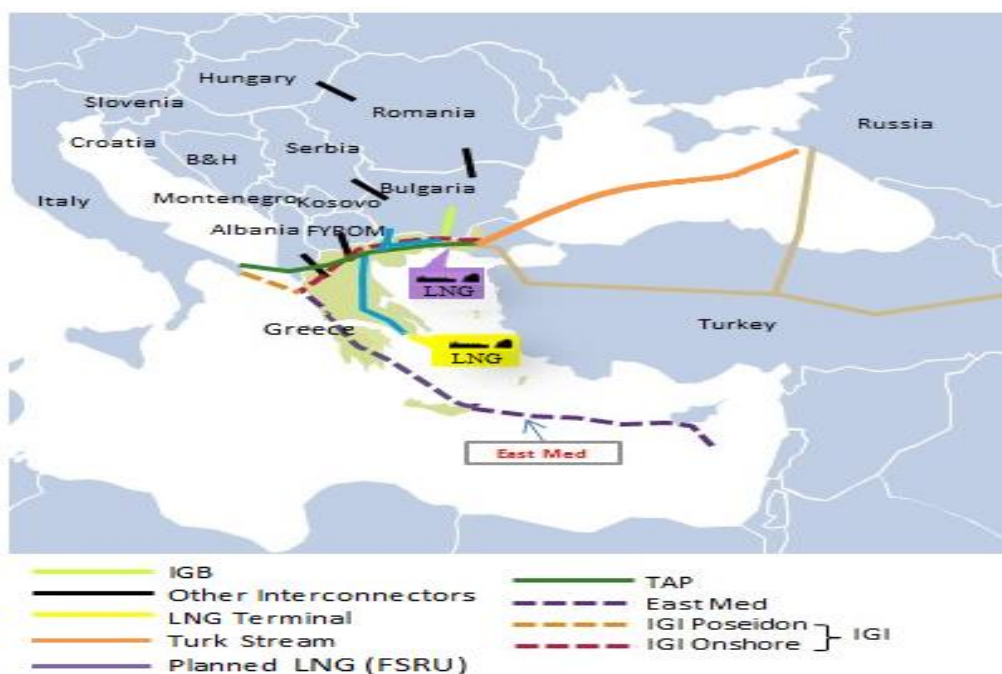 Hungary
Slovenia
Romania
Russia
Croatia
B&H
Serbia
Bulgaria
Italy
Montenegro
Kosovo
Albania
FYROM
LNG
Greece
Turkey
LNG
East Med
IGB
Other Interconnectors
LNG Terminal
Turk Stream
Planned LNG (FSRU)
TAP
East Med
IGI Poseidon
IGI Onshore
IGI